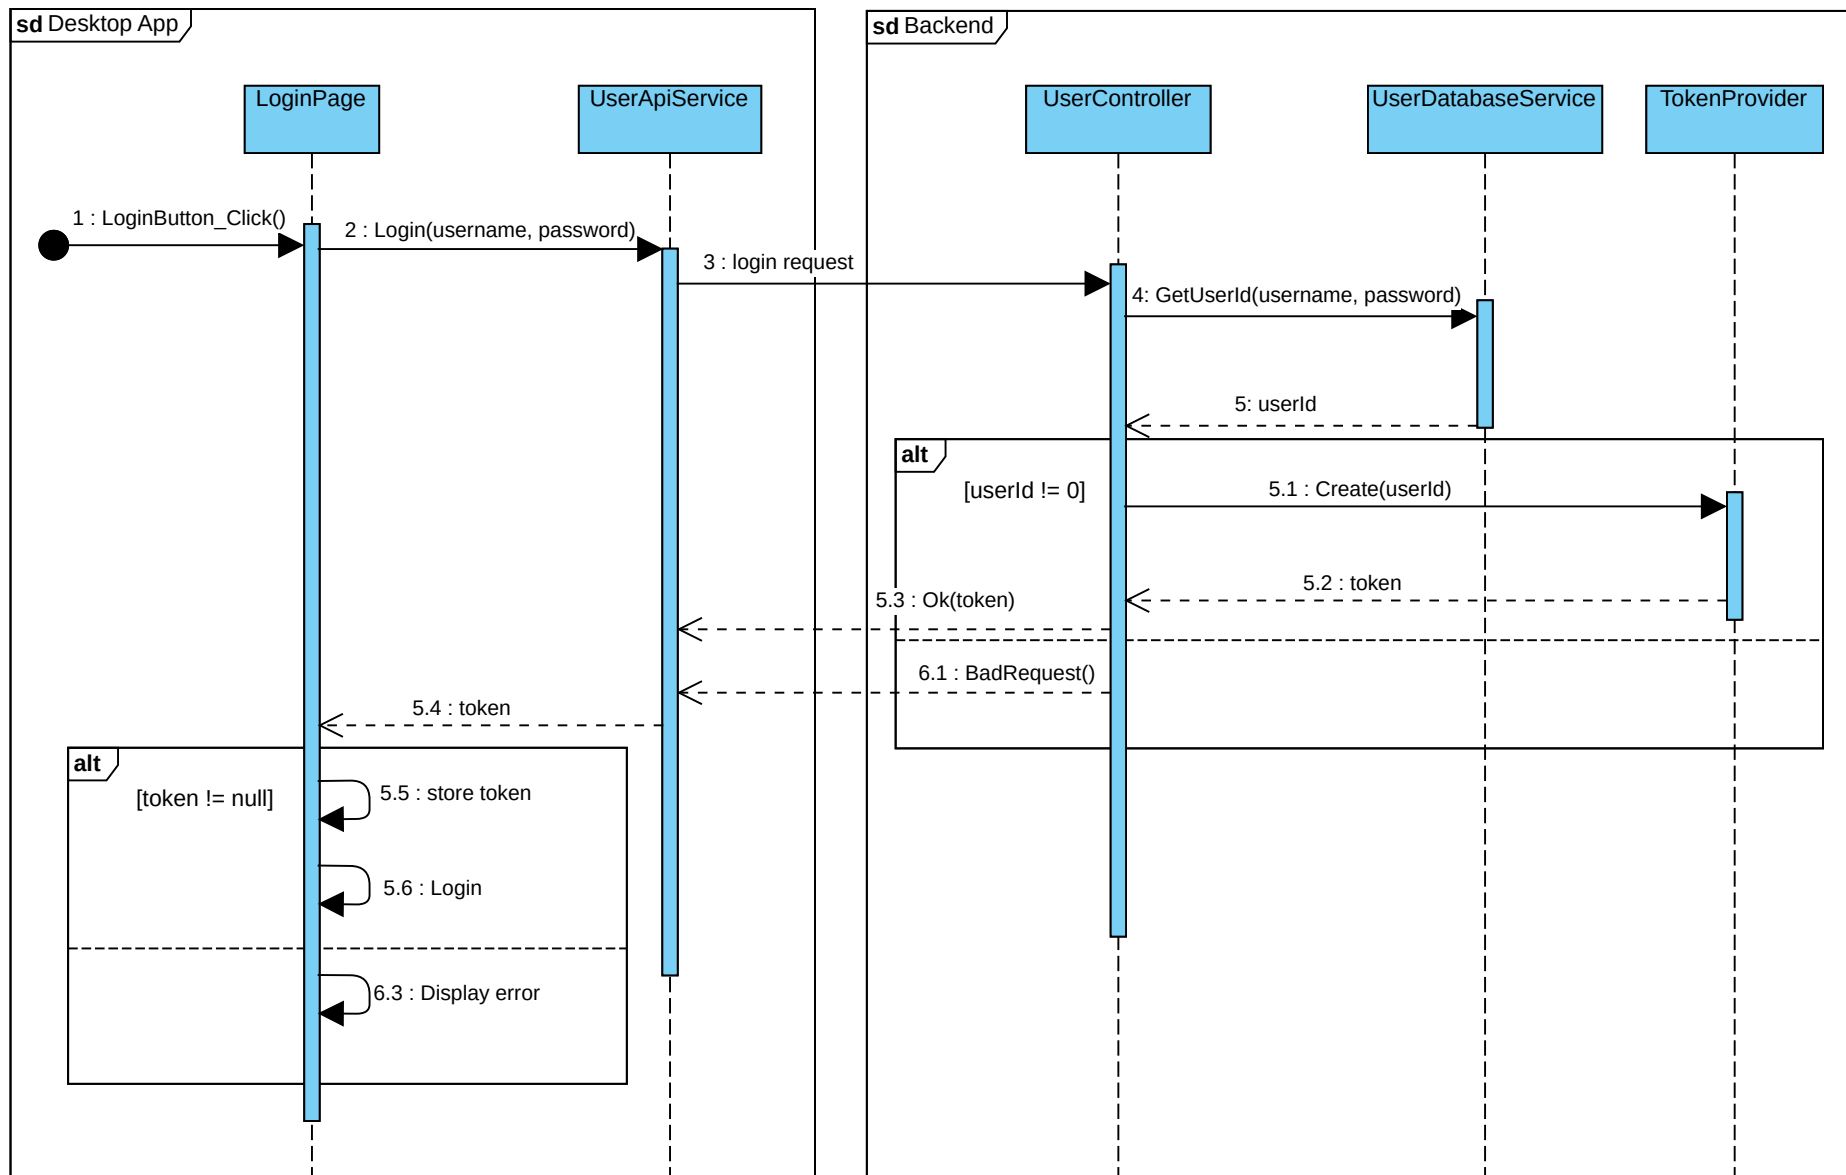 sd Desktop App
sd Backend
LoginPage
UserApiService
UserController
UserDatabaseService
TokenProvider
1 : LoginButton_Click()
2 : Login(username, password)
3 : login request
4: GetUserId(username, password)
5: userId
alt
[userId != 0]
5.1 : Create(userId)
5.2 : token
5.3 : Ok(token)
6.1 : BadRequest()
5.4 : token
alt
[token != null]
5.5 : store token
5.6 : Login
6.3 : Display error